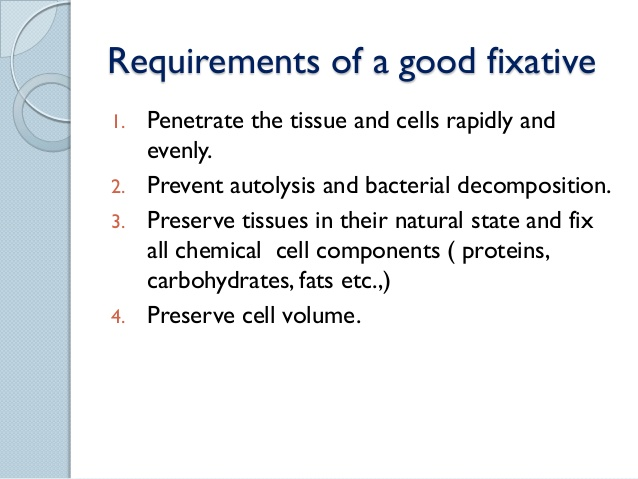 Requirements of a good fixative
1. Penetrate the tissue and cells rapidly and
evenly.
2. Prevent autolysis and bacterial decomposition.
3. Preserve tissues in their natural state and fix
all chemical cell components ( proteins,
carbohydrates, fats etc.,)
4. Preserve cell volume.